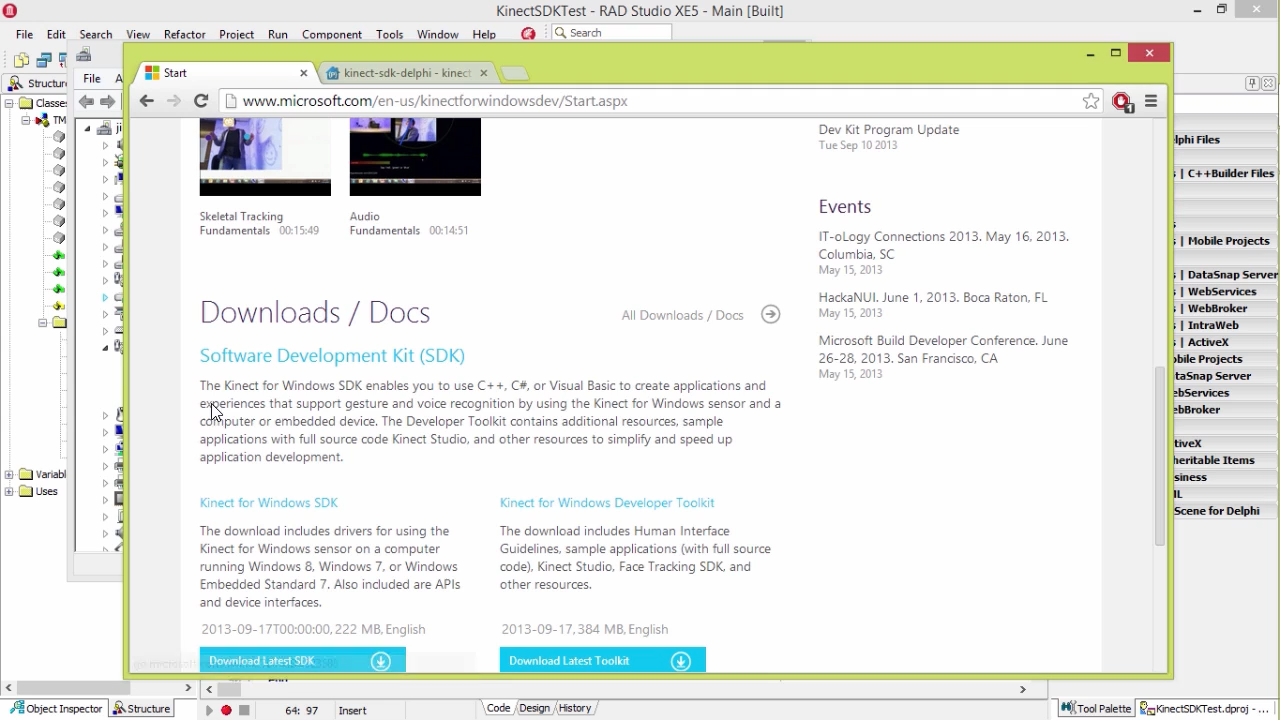 KinectSDKTest - RAD Studio XE5 - Main [Built]
File Edit Search View Refactor Project Run Component Tools Window Help Search
Structure
File
Start
kinect-sdk-delphi - kinect
www.microsoft.com/en-us/kinectforwindowsdev/Start.aspx
Classes
TM
Dev Kit Program Update
Tue Sep 10 2013
Skeletal Tracking
Fundamentals 00:15:49
Audio
Fundamentals 00:14:51
Events
IT-oLogy Connections 2013. May 16, 2013.
Columbia, SC
May 15, 2013
HackaNUI. June 1, 2013. Boca Raton, FL
May 15, 2013
Microsoft Build Developer Conference. June
26-28, 2013. San Francisco, CA
May 15, 2013
Downloads / Docs
All Downloads / Docs
Software Development Kit (SDK)
The Kinect for Windows SDK enables you to use C++, C#, or Visual Basic to create applications and
experiences that support gesture and voice recognition by using the Kinect for Windows sensor and a
computer or embedded device. The Developer Toolkit contains additional resources, sample
applications with full source code Kinect Studio, and other resources to simplify and speed up
application development.
Kinect for Windows SDK
The download includes drivers for using the
Kinect for Windows sensor on a computer
running Windows 8, Windows 7, or Windows
Embedded Standard 7. Also included are APIs
and device interfaces.
2013-09-17T00:00:00, 222 MB, English
Download Latest SDK
Kinect for Windows Developer Toolkit
The download includes Human Interface
Guidelines, sample applications (with full source
code), Kinect Studio, Face Tracking SDK, and
other resources.
2013-09-17, 384 MB, English
Download Latest Toolkit
Variabl
Uses
elphi Files
| C++Builder Files
| Mobile Projects
| DataSnap Server
| WebServices
| WebBroker
| IntraWeb
| ActiveX
obile Projects
ataSnap Server
ebServices
ebBroker
ctiveX
heritable Items
siness
IL
Scene for Delphi
Object Inspector
Structure
64: 97
Insert
Code
Design
History
Tool Palette
KinectSDKTest.dproj - ...